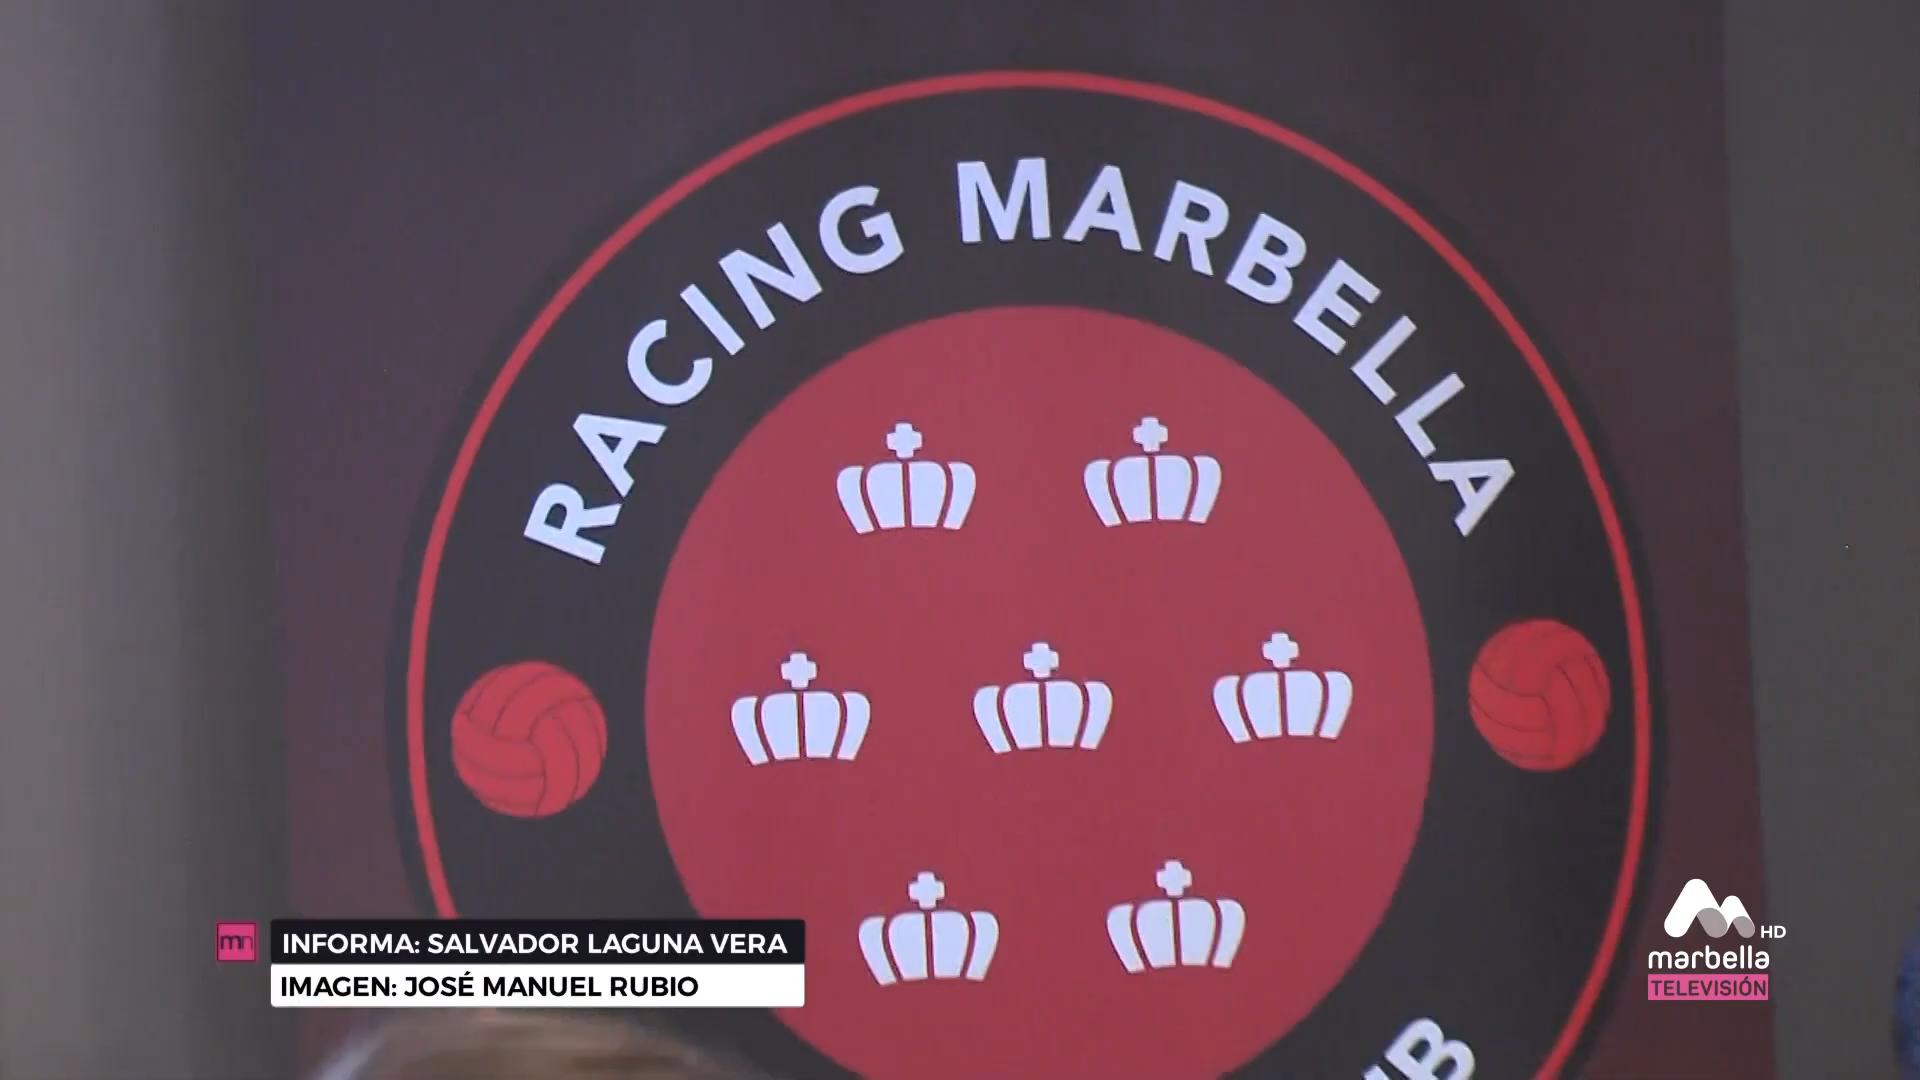 RACING MARBELLA
mn
INFORMA: SALVADOR LAGUNA VERA
IMAGEN: JOSÉ MANUEL RUBIO
HD
marbella
TELEVISIÓN